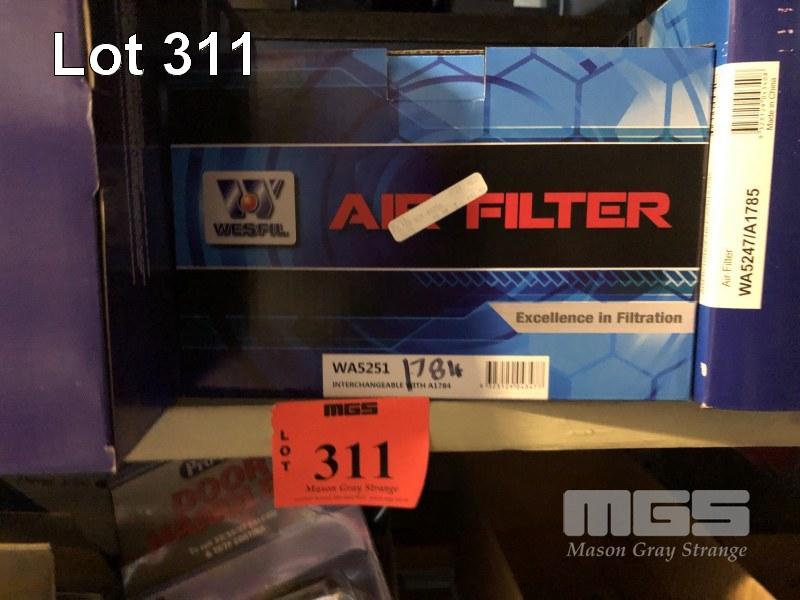 Lot 311
WESFIL
AIR FILTER
Excellence in Filtration
WA5251
1784
INTERCHANGEABLE WITH A1784
Made in China
Air Filter
WA5247/A1785
MGS
LOT
311
Mason Gray Strange
DOOR
MGS
Mason Gray Strange